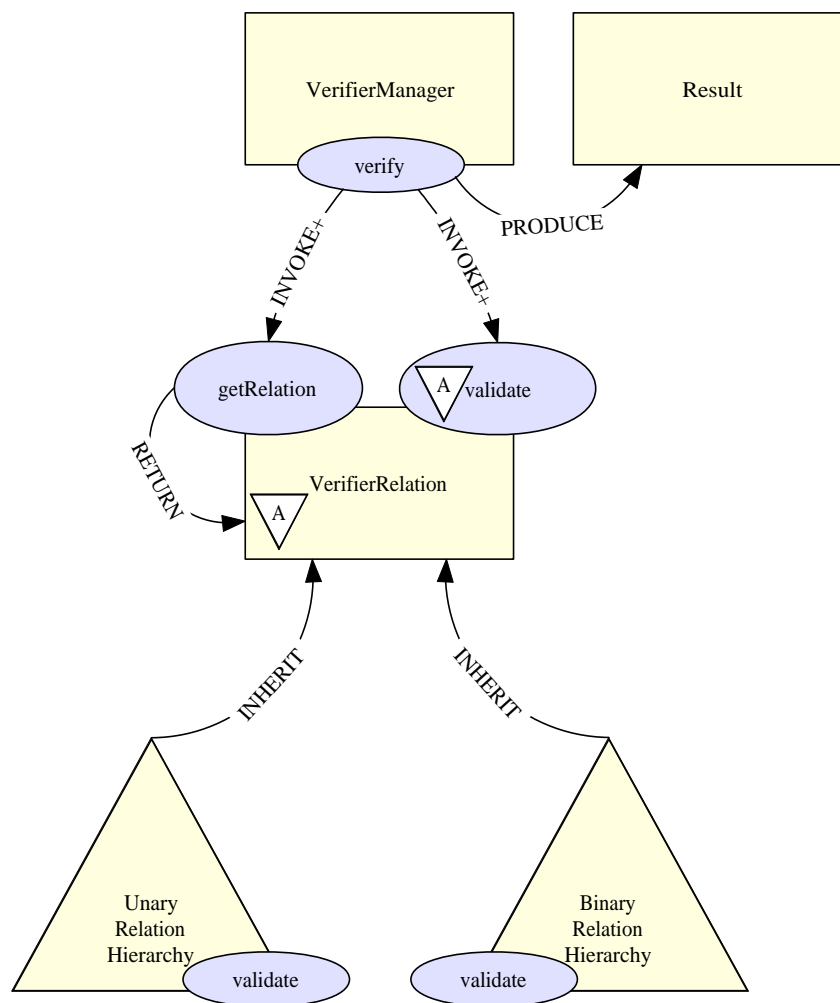 VerifierManager
Result
verify
PRODUCE
INVOKE+
INVOKE+
getRelation
A
validate
RETURN
VerifierRelation
A
INHERIT
INHERIT
Unary
Relation
Hierarchy
validate
Binary
Relation
Hierarchy
validate